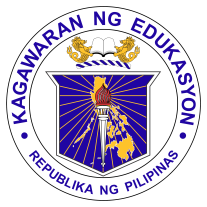 KAGAWARAN NG EDUKASYON
REPUBLIKA NG PILIPINAS